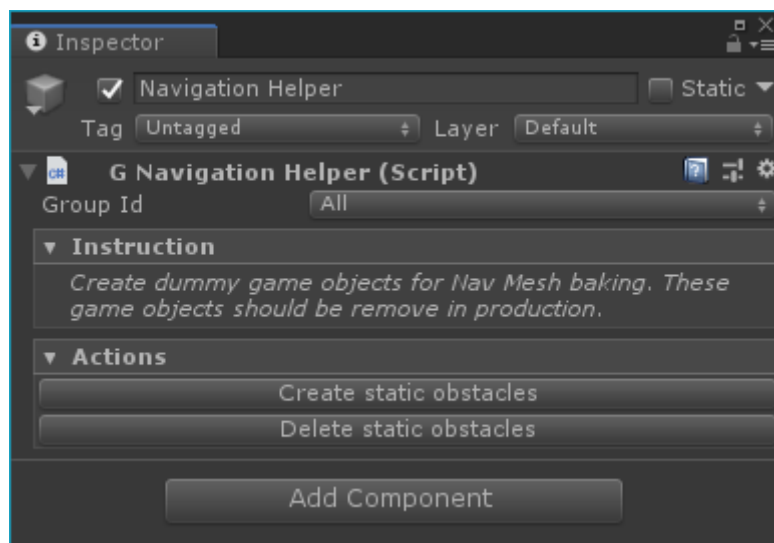 Inspector
Navigation Helper Static
Tag Untagged Layer Default
c# G Navigation Helper (Script)
Group Id All
Instruction
Create dummy game objects for Nav Mesh baking. These
game objects should be remove in production.
Actions
Create static obstacles
Delete static obstacles
Add Component